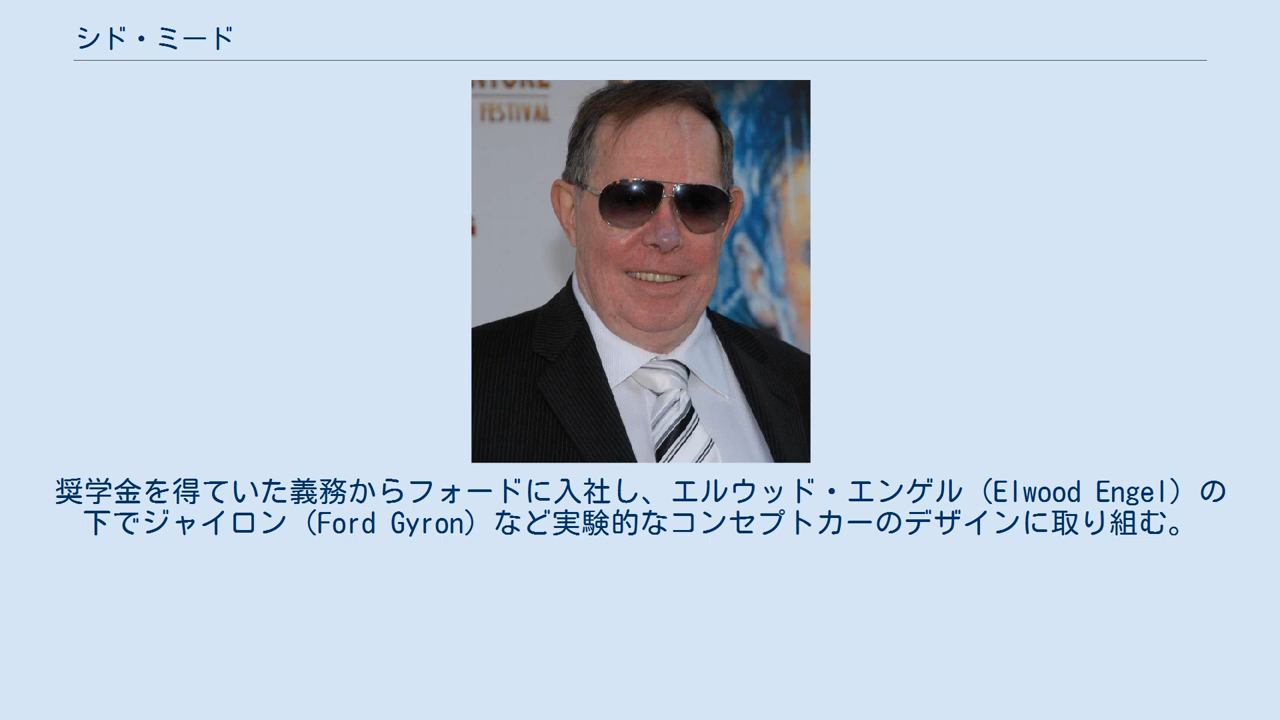 シド・ミード
FESTIVAL
奨学金を得ていた義務からフォードに入社し、エルウッド・エンゲル（Elwood Engel）の
下でジャイロン（Ford Gyron）など実験的なコンセプトカーのデザインに取り組む。